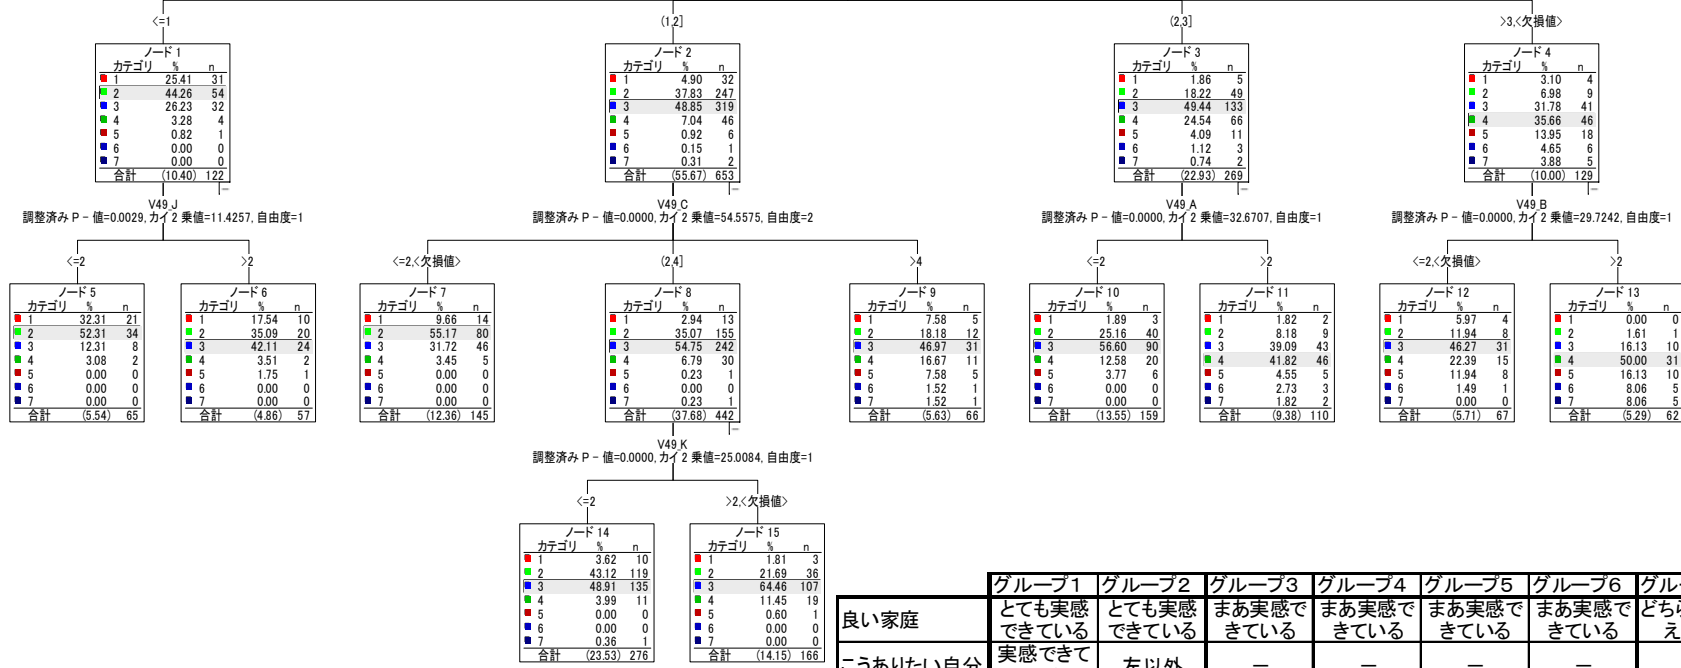 <=1
(1,2]
(2,3]
>3,<欠損値>
ノード 1
カテゴリ % n
1 25.41 31
2 44.26 54
3 26.23 32
4 3.28 4
5 0.82 1
6 0.00 0
7 0.00 0
合計 (10.40) 122
ノード 2
カテゴリ % n
1 4.90 32
2 37.83 247
3 48.85 319
4 7.04 46
5 0.92 6
6 0.15 1
7 0.31 2
合計 (55.67) 653
ノード 3
カテゴリ % n
1 1.86 5
2 18.22 49
3 49.44 133
4 24.54 66
5 4.09 11
6 1.12 3
7 0.74 2
合計 (22.93) 269
ノード 4
カテゴリ % n
1 3.10 4
2 6.98 9
3 31.78 41
4 35.66 46
5 13.95 18
6 4.65 6
7 3.88 5
合計 (10.00) 129
V49_J
調整済み P - 値=0.0029, カイ 2 乗値=11.4257, 自由度=1
V49_C
調整済み P - 値=0.0000, カイ 2 乗値=54.5575, 自由度=2
V49_A
調整済み P - 値=0.0000, カイ 2 乗値=32.6707, 自由度=1
V49_B
調整済み P - 値=0.0000, カイ 2 乗値=29.7242, 自由度=1
<=2
>2
<=2,<欠損値>
(2,4]
>4
<=2
>2
<=2,<欠損値>
>2
ノード 5
カテゴリ % n
1 32.31 21
2 52.31 34
3 12.31 8
4 3.08 2
5 0.00 0
6 0.00 0
7 0.00 0
合計 (5.54) 65
ノード 6
カテゴリ % n
1 17.54 10
2 35.09 20
3 42.11 24
4 3.51 2
5 1.75 1
6 0.00 0
7 0.00 0
合計 (4.86) 57
ノード 7
カテゴリ % n
1 9.66 14
2 55.17 80
3 31.72 46
4 3.45 5
5 0.00 0
6 0.00 0
7 0.00 0
合計 (12.36) 145
ノード 8
カテゴリ % n
1 2.94 13
2 35.07 155
3 54.75 242
4 6.79 30
5 0.23 1
6 0.00 0
7 0.23 1
合計 (37.68) 442
ノード 9
カテゴリ % n
1 7.58 5
2 18.18 12
3 46.97 31
4 16.67 11
5 7.58 5
6 1.52 1
7 1.52 1
合計 (5.63) 66
ノード 10
カテゴリ % n
1 1.89 3
2 25.16 40
3 56.60 90
4 12.58 20
5 3.77 6
6 0.00 0
7 0.00 0
合計 (13.55) 159
ノード 11
カテゴリ % n
1 1.82 2
2 8.18 9
3 39.09 43
4 41.82 46
5 4.55 5
6 2.73 3
7 1.82 2
合計 (9.38) 110
ノード 12
カテゴリ % n
1 5.97 4
2 11.94 8
3 46.27 31
4 22.39 15
5 11.94 8
6 1.49 1
7 0.00 0
合計 (5.71) 67
ノード 13
カテゴリ % n
1 0.00 0
2 1.61 1
3 16.13 10
4 50.00 31
5 16.13 10
6 8.06 5
7 8.06 5
合計 (5.29) 62
V49_K
調整済み P - 値=0.0000, カイ 2 乗値=25.0084, 自由度=1
<=2
>2,<欠損値>
ノード 14
カテゴリ % n
1 3.62 10
2 43.12 119
3 48.91 135
4 3.99 11
5 0.00 0
6 0.00 0
7 0.36 1
合計 (23.53) 276
ノード 15
カテゴリ % n
1 1.81 3
2 21.69 36
3 64.46 107
4 11.45 19
5 0.60 1
6 0.00 0
7 0.00 0
合計 (14.15) 166
グループ1 グループ2 グループ3 グループ4 グループ5 グループ6
良い家庭 とても実感 とても実感 まあ実感で まあ実感で まあ実感で まあ実感で
できている できている きている きている きている きている
こうありたい自分 実感できて 左以外 － － － －